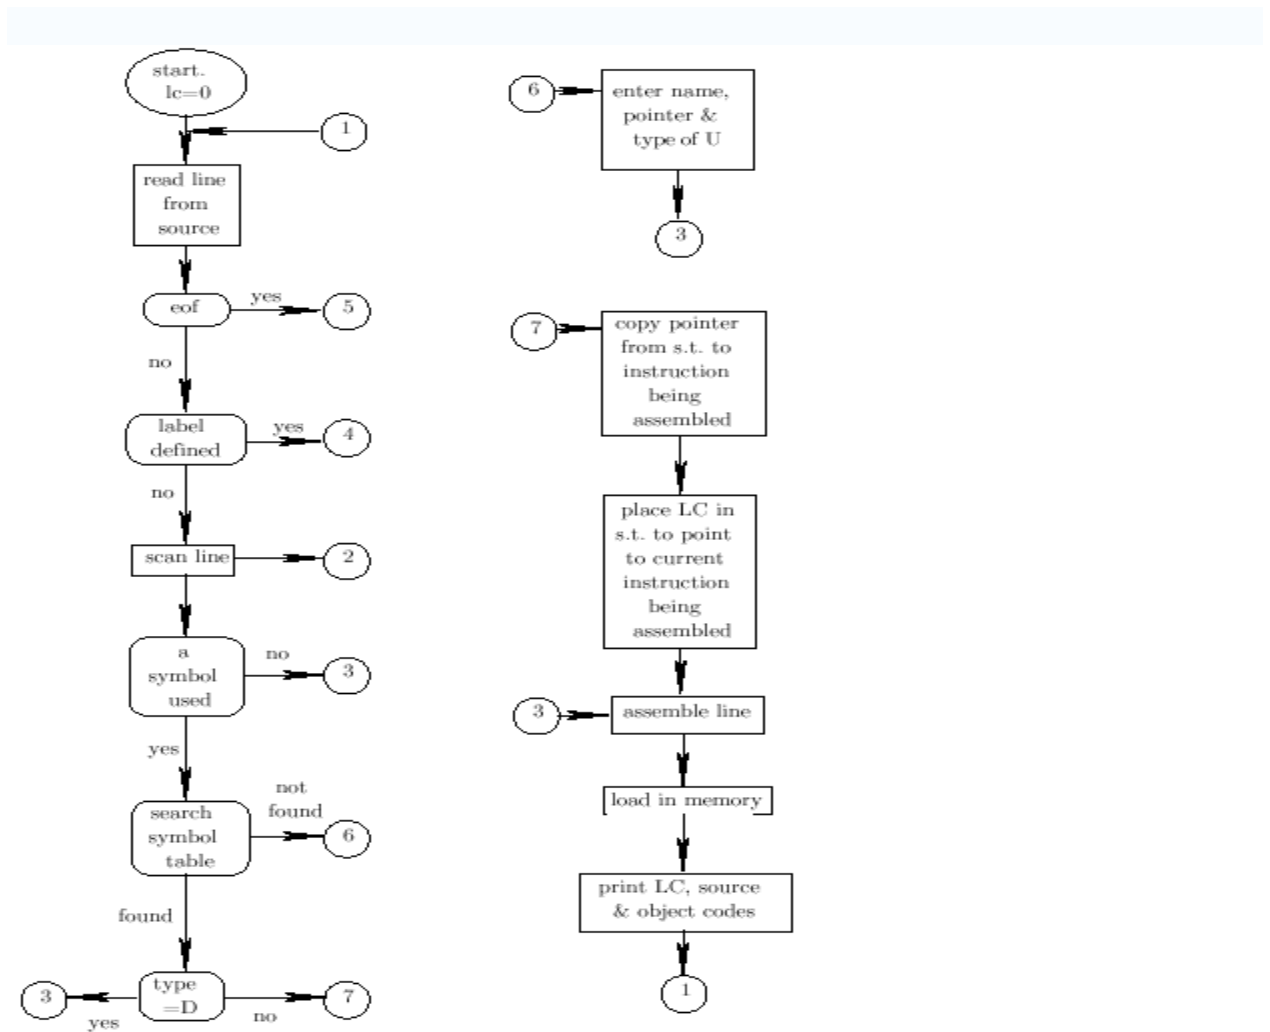 start.
lc=0
1
read line
from
source
eof
yes
5
no
label
defined
yes
4
no
scan line
2
a
symbol
used
no
3
yes
search
symbol
table
not
found
6
found
type
=D
3
yes
no
7
6
enter name,
pointer &
type of U
3
7
copy pointer
from s.t. to
instruction
being
assembled
place LC in
s.t. to point
to current
instruction
being
assembled
3
assemble line
load in memory
print LC, source
& object codes
1